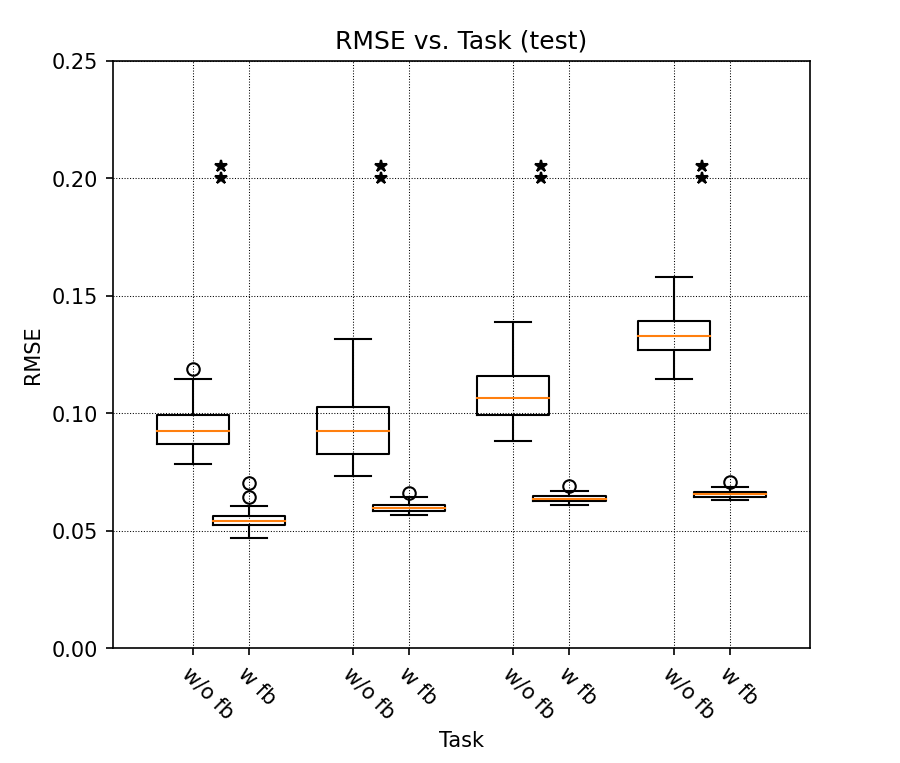 RMSE vs. Task (test)
0.25
0.20
0.15
0.10
0.05
0.00
RMSE
w/o fb
w fb
w/o fb
w fb
w/o fb
w fb
w/o fb
w fb
Task